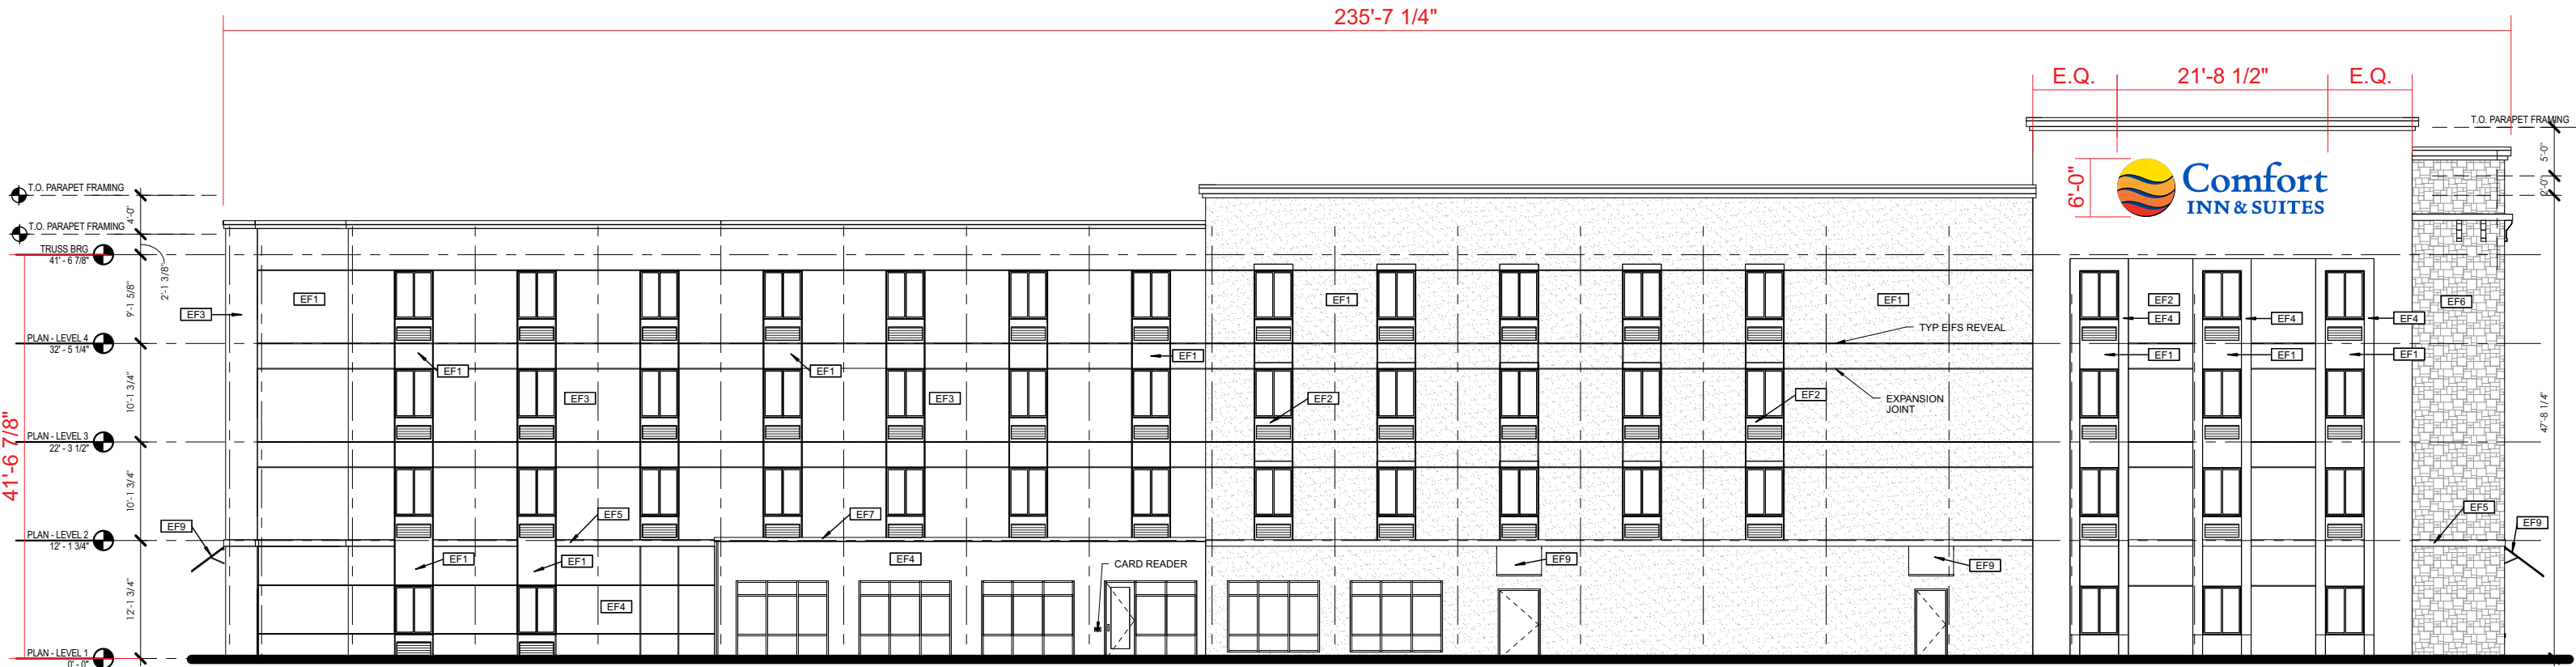 235'-7 1/4"
E.Q.
21'-8 1/2"
E.Q.
T.O. PARAPET FRAMING
5'-0"
2'-0"
6'-0"
Comfort
INN & SUITES
T.O. PARAPET FRAMING
4'-0"
T.O. PARAPET FRAMING
TRUSS BRG
41' - 6 7/8"
2'-1 3/8"
9'-1 5/8"
EF3
EF1
EF1
EF1
EF2
EF6
EF4
EF4
EF4
TYP EIFS REVEAL
PLAN - LEVEL 4
32' - 5 1/4"
EF1
EF1
EF1
EF1
EF1
EF1
10'-1 3/4"
EF3
EF3
EF2
EF2
EXPANSION
JOINT
47'-8 1/4"
41'-6 7/8"
PLAN - LEVEL 3
22' - 3 1/2"
10'-1 3/4"
EF9
EF5
EF7
EF5
EF9
PLAN - LEVEL 2
12' - 1 3/4"
EF1
EF1
EF4
CARD READER
EF9
EF9
12'-1 3/4"
EF4
PLAN - LEVEL 1
0' - 0"